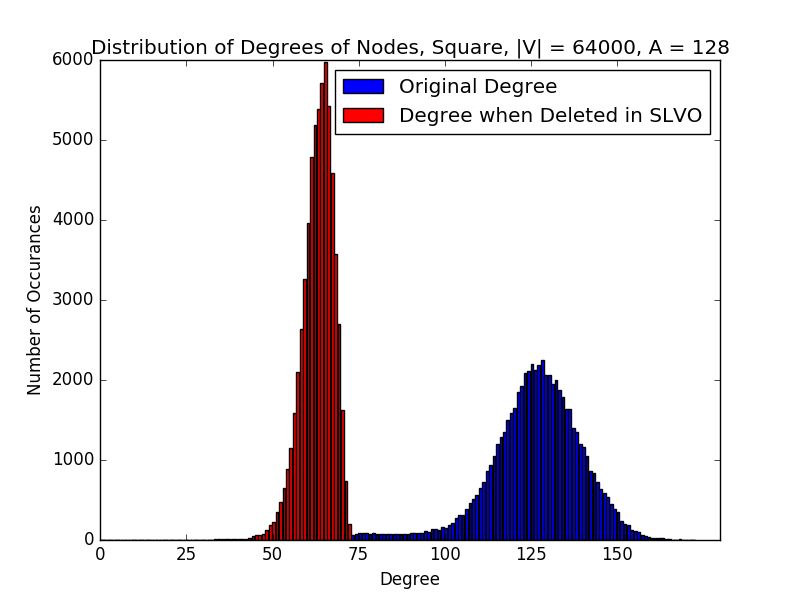 Distribution of Degrees of Nodes, Square, |V| = 64000, A = 128
Original Degree
Degree when Deleted in SLVO
6000
5000
4000
3000
2000
1000
0
Number of Occurances
0 25 50 75 100 125 150
Degree